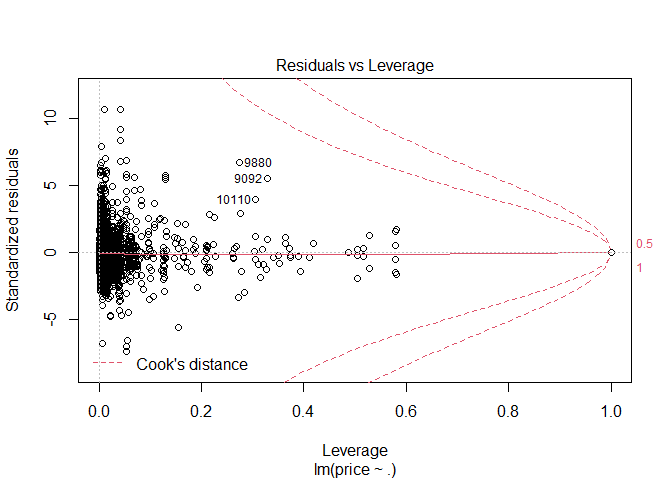 Residuals vs Leverage
Standardized residuals
10
5
0
-5
9880
9092
10110
0.5
1
Cook's distance
0.0 0.2 0.4 0.6 0.8 1.0
Leverage
lm(price ~ .)